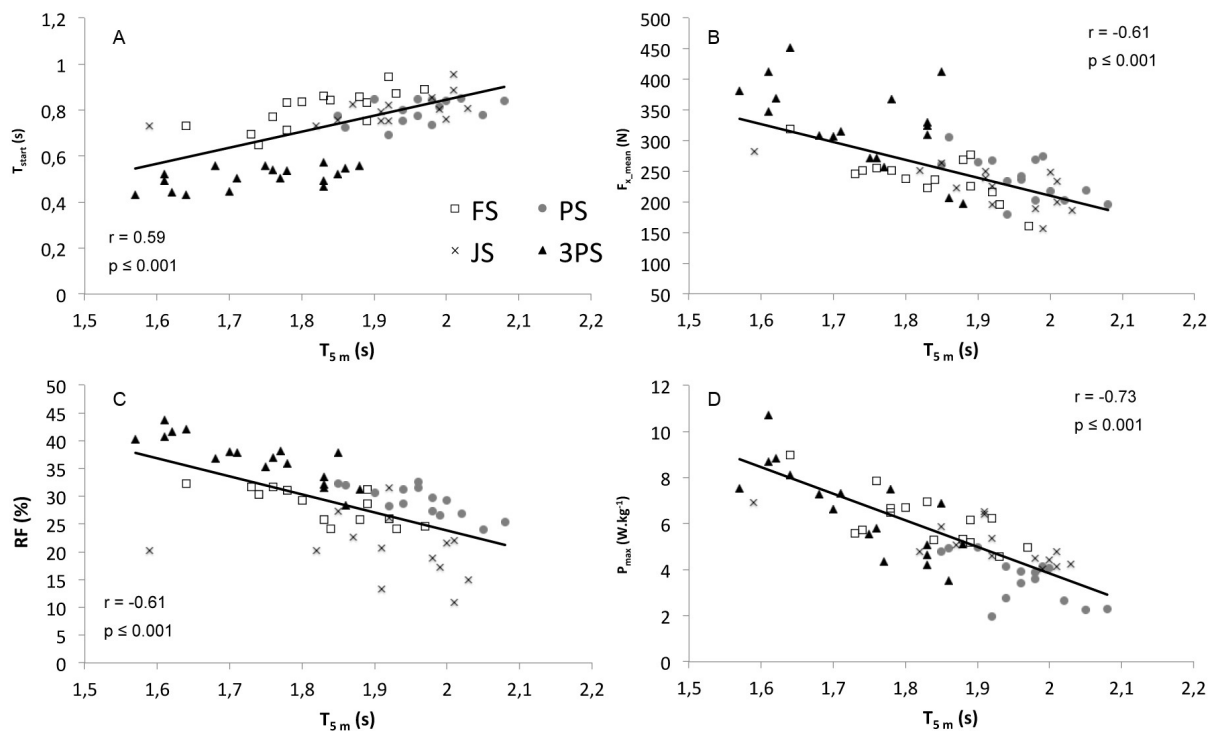 A
T_start (s)
1,2
1
0,8
0,6
0,4
0,2
0
FS
PS
JS
3PS
r = 0.59
p ≤ 0.001
1,5 1,6 1,7 1,8 1,9 2 2,1 2,2
T_5 m (s)
B
F_x_mean (N)
500
450
400
350
300
250
200
150
100
50
r = -0.61
p ≤ 0.001
1,5 1,6 1,7 1,8 1,9 2 2,1 2,2
T_5 m (s)
C
RF (%)
50
45
40
35
30
25
20
15
10
5
0
r = -0.61
p ≤ 0.001
1,5 1,6 1,7 1,8 1,9 2 2,1 2,2
T_5 m (s)
D
P_max (W.kg⁻¹)
12
10
8
6
4
2
0
r = -0.73
p ≤ 0.001
1,5 1,6 1,7 1,8 1,9 2 2,1 2,2
T_5 m (s)